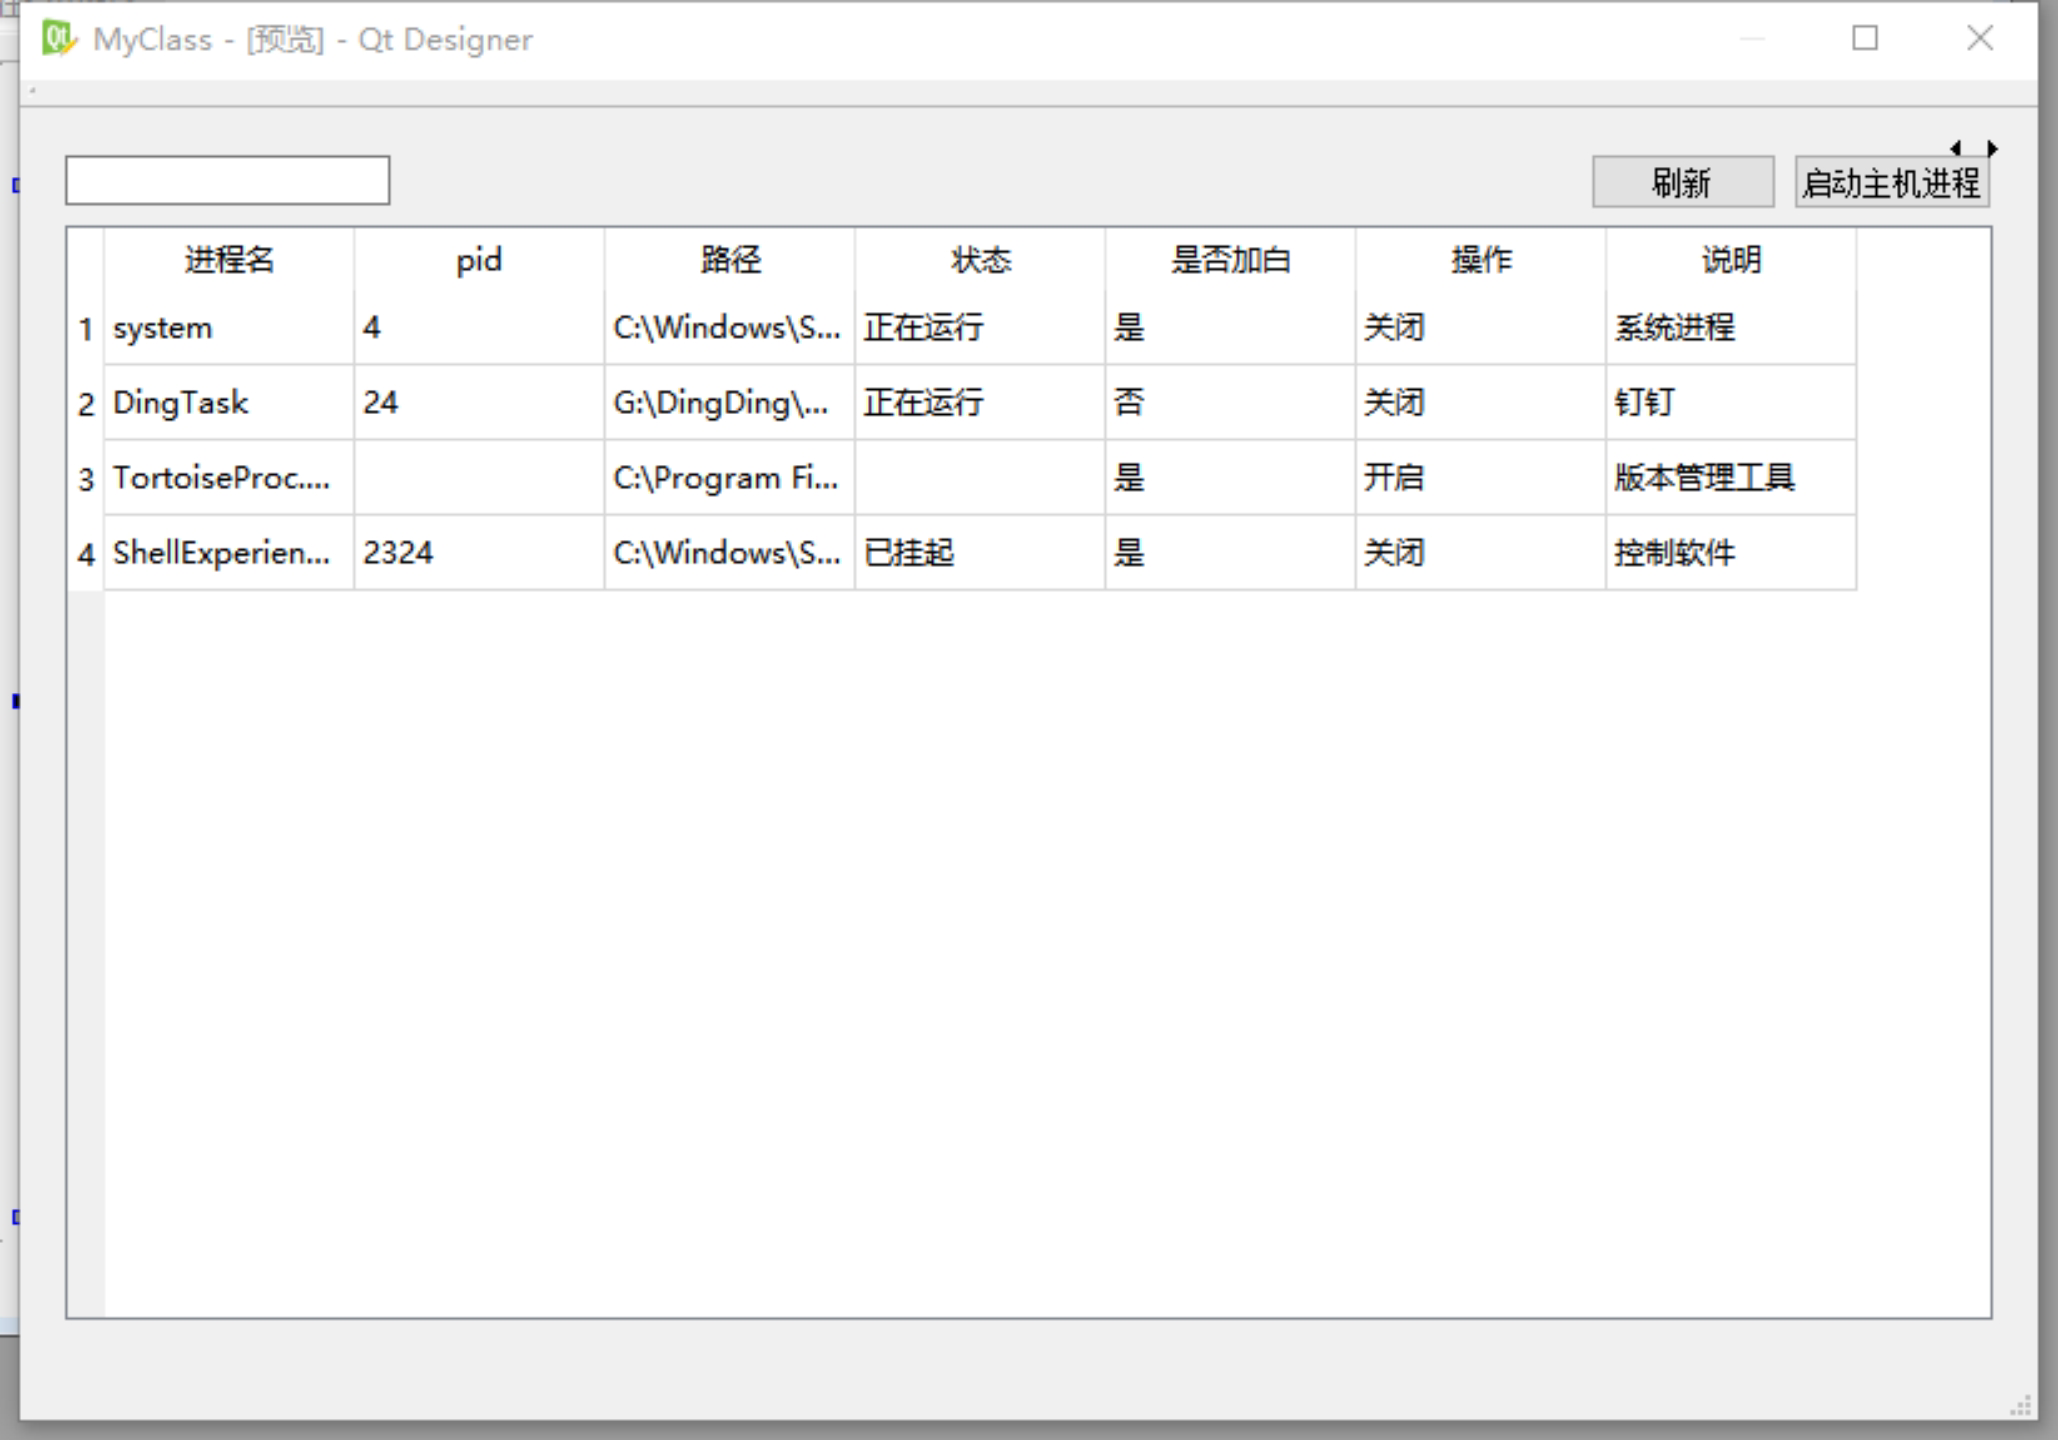 MyClass - [预览] - Qt Designer
刷新 启动主机进程
进程名 pid 路径 状态 是否加白 操作 说明
1 system 4 C:\Windows\S... 正在运行 是 关闭 系统进程
2 DingTask 24 G:\DingDing\... 正在运行 否 关闭 钉钉
3 TortoiseProc.... C:\Program Fi... 是 开启 版本管理工具
4 ShellExperien... 2324 C:\Windows\S... 已挂起 是 关闭 控制软件